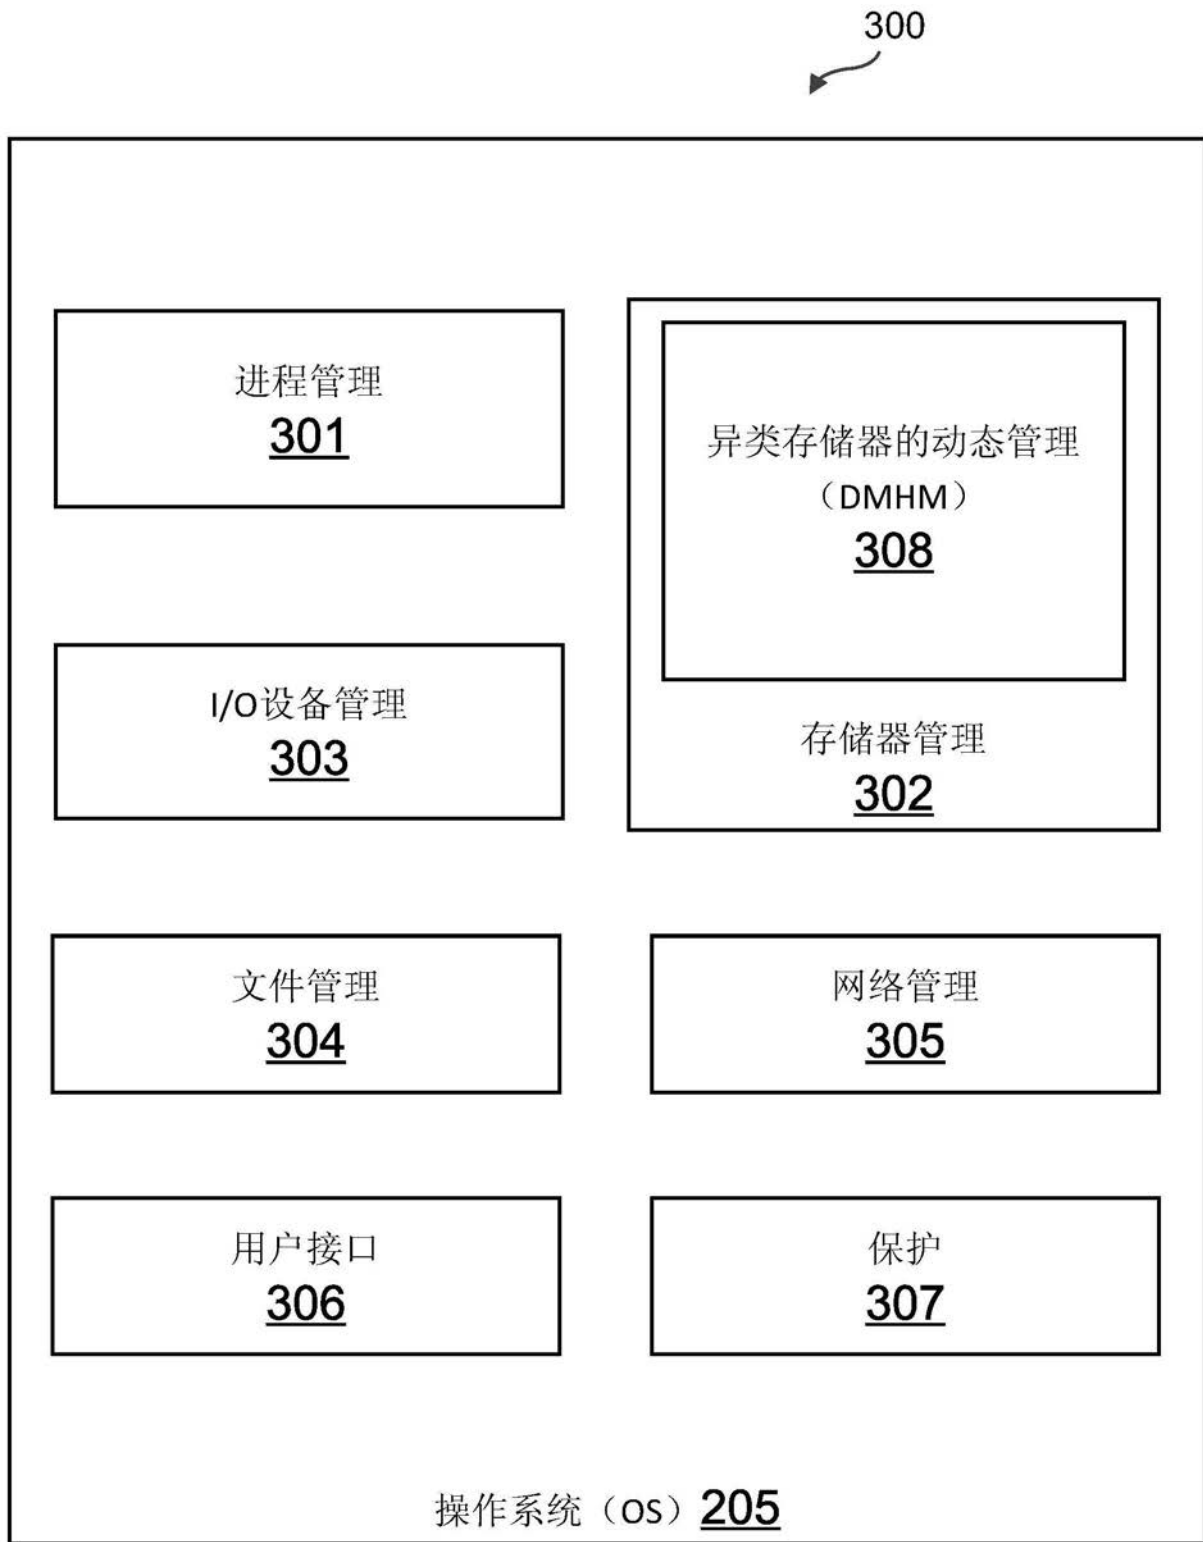 300
进程管理
301
异类存储器的动态管理
（DMHM）
308
I/O设备管理
303
存储器管理
302
文件管理
304
网络管理
305
用户接口
306
保护
307
操作系统（OS）205